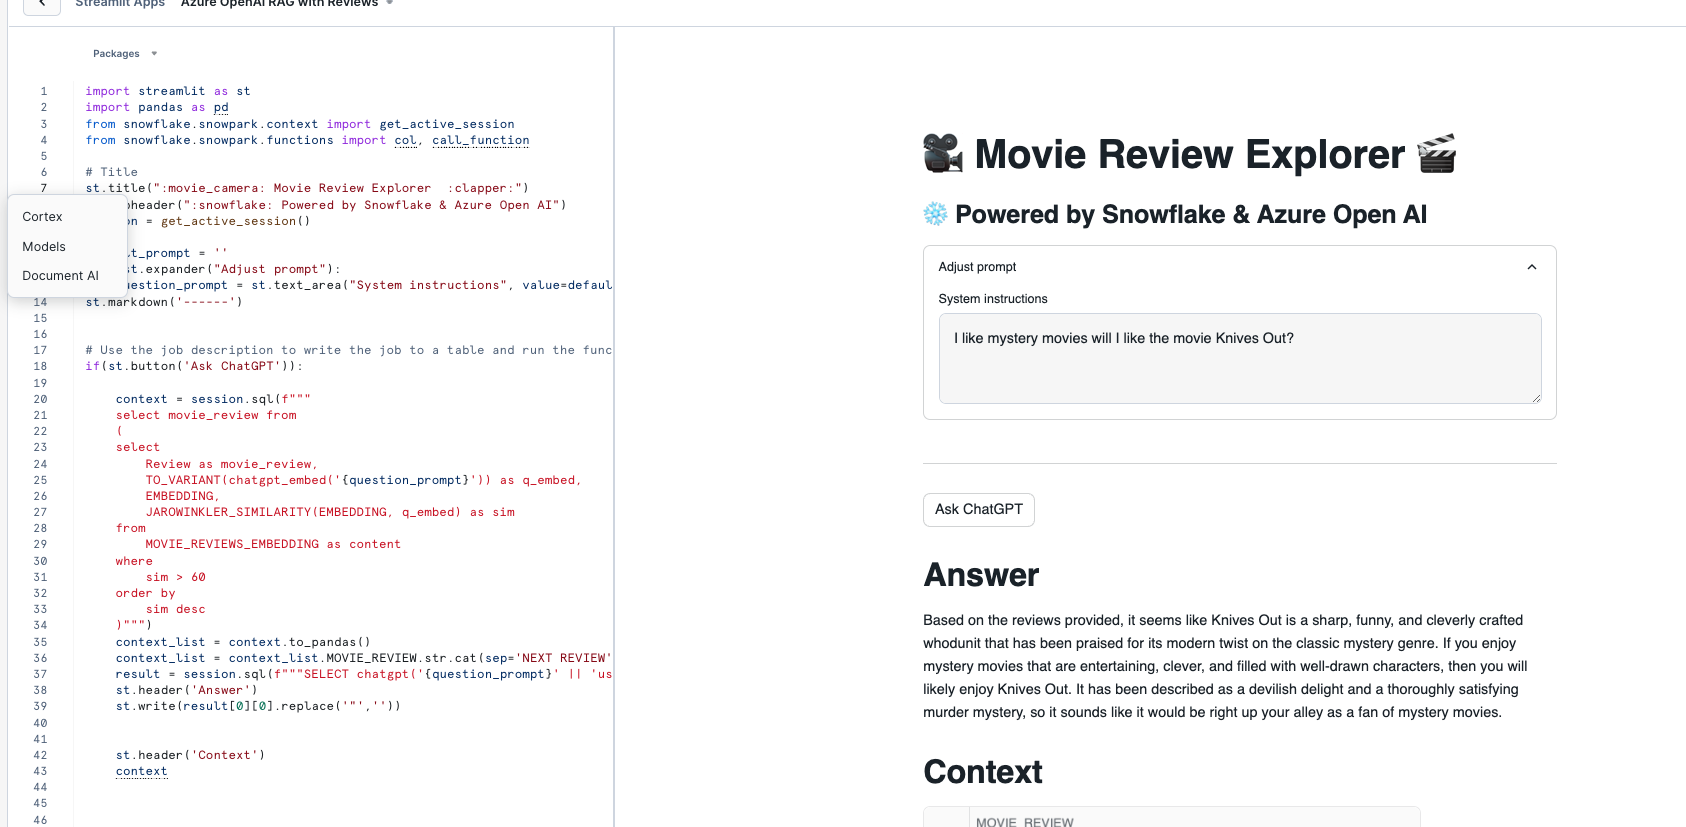 Streamlit Apps Azure OpenAI RAG with Reviews
Packages
1 import streamlit as st
2 import pandas as pd
3 from snowflake.snowpark.context import get_active_session
4 from snowflake.snowpark.functions import col, call_function
5
6 # Title
7 st.title(":movie_camera: Movie Review Explorer  :clapper:")
bheader(":snowflake: Powered by Snowflake & Azure Open AI")
on = get_active_session()
t_prompt = ''
st.expander("Adjust prompt"):
estion_prompt = st.text_area("System instructions", value=defaul
14 st.markdown('------')
15
16
17 # Use the job description to write the job to a table and run the func
18 if(st.button('Ask ChatGPT')):
19
20 context = session.sql(f"""
21 select movie_review from
22 (
23 select
24 Review as movie_review,
25 TO_VARIANT(chatgpt_embed('{question_prompt}')) as q_embed,
26 EMBEDDING,
27 JAROWINKLER_SIMILARITY(EMBEDDING, q_embed) as sim
28 from
29 MOVIE_REVIEWS_EMBEDDING as content
30 where
31 sim > 60
32 order by
33 sim desc
34 )""")
35 context_list = context.to_pandas()
36 context_list = context_list.MOVIE_REVIEW.str.cat(sep='NEXT REVIEW'
37 result = session.sql(f"""SELECT chatgpt('{question_prompt}' || 'us
38 st.header('Answer')
39 st.write(result[0][0].replace('"',''))
40
41
42 st.header('Context')
43 context
44
45
46
Cortex
Models
Document AI
Movie Review Explorer
Powered by Snowflake & Azure Open AI
Adjust prompt
System instructions
I like mystery movies will I like the movie Knives Out?
Ask ChatGPT
Answer
Based on the reviews provided, it seems like Knives Out is a sharp, funny, and cleverly crafted
whodunit that has been praised for its modern twist on the classic mystery genre. If you enjoy
mystery movies that are entertaining, clever, and filled with well-drawn characters, then you will
likely enjoy Knives Out. It has been described as a devilish delight and a thoroughly satisfying
murder mystery, so it sounds like it would be right up your alley as a fan of mystery movies.
Context
MOVIE_REVIEW